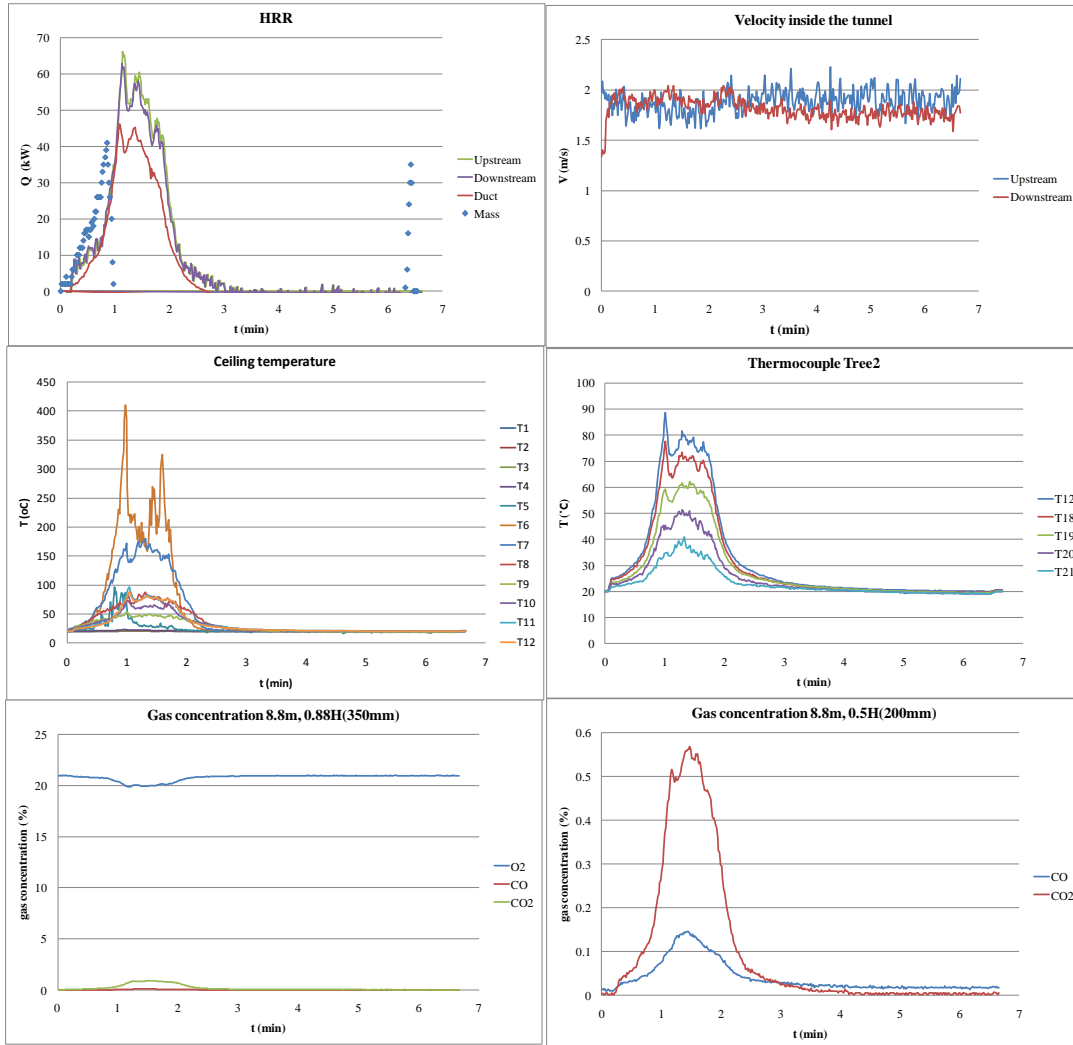 HRR
70
60
50
40
30
20
10
0
Q (kW)
0 1 2 3 4 5 6 7
t (min)
Upstream
Downstream
Duct
Mass
Velocity inside the tunnel
2.5
2
1.5
1
0.5
0
V (m/s)
0 1 2 3 4 5 6 7
t (min)
Upstream
Downstream
Ceiling temperature
450
400
350
300
250
200
150
100
50
0
T (oC)
0 1 2 3 4 5 6 7
t (min)
T1
T2
T3
T4
T5
T6
T7
T8
T9
T10
T11
T12
Thermocouple Tree2
100
90
80
70
60
50
40
30
20
10
0
T (°C)
0 1 2 3 4 5 6 7
t (min)
T12
T18
T19
T20
T21
Gas concentration 8.8m, 0.88H(350mm)
25
20
15
10
5
0
gas concentration (%)
0 1 2 3 4 5 6 7
t (min)
O2
CO
CO2
Gas concentration 8.8m, 0.5H(200mm)
0.6
0.5
0.4
0.3
0.2
0.1
0
gas concentration (%)
0 1 2 3 4 5 6 7
t (min)
CO
CO2